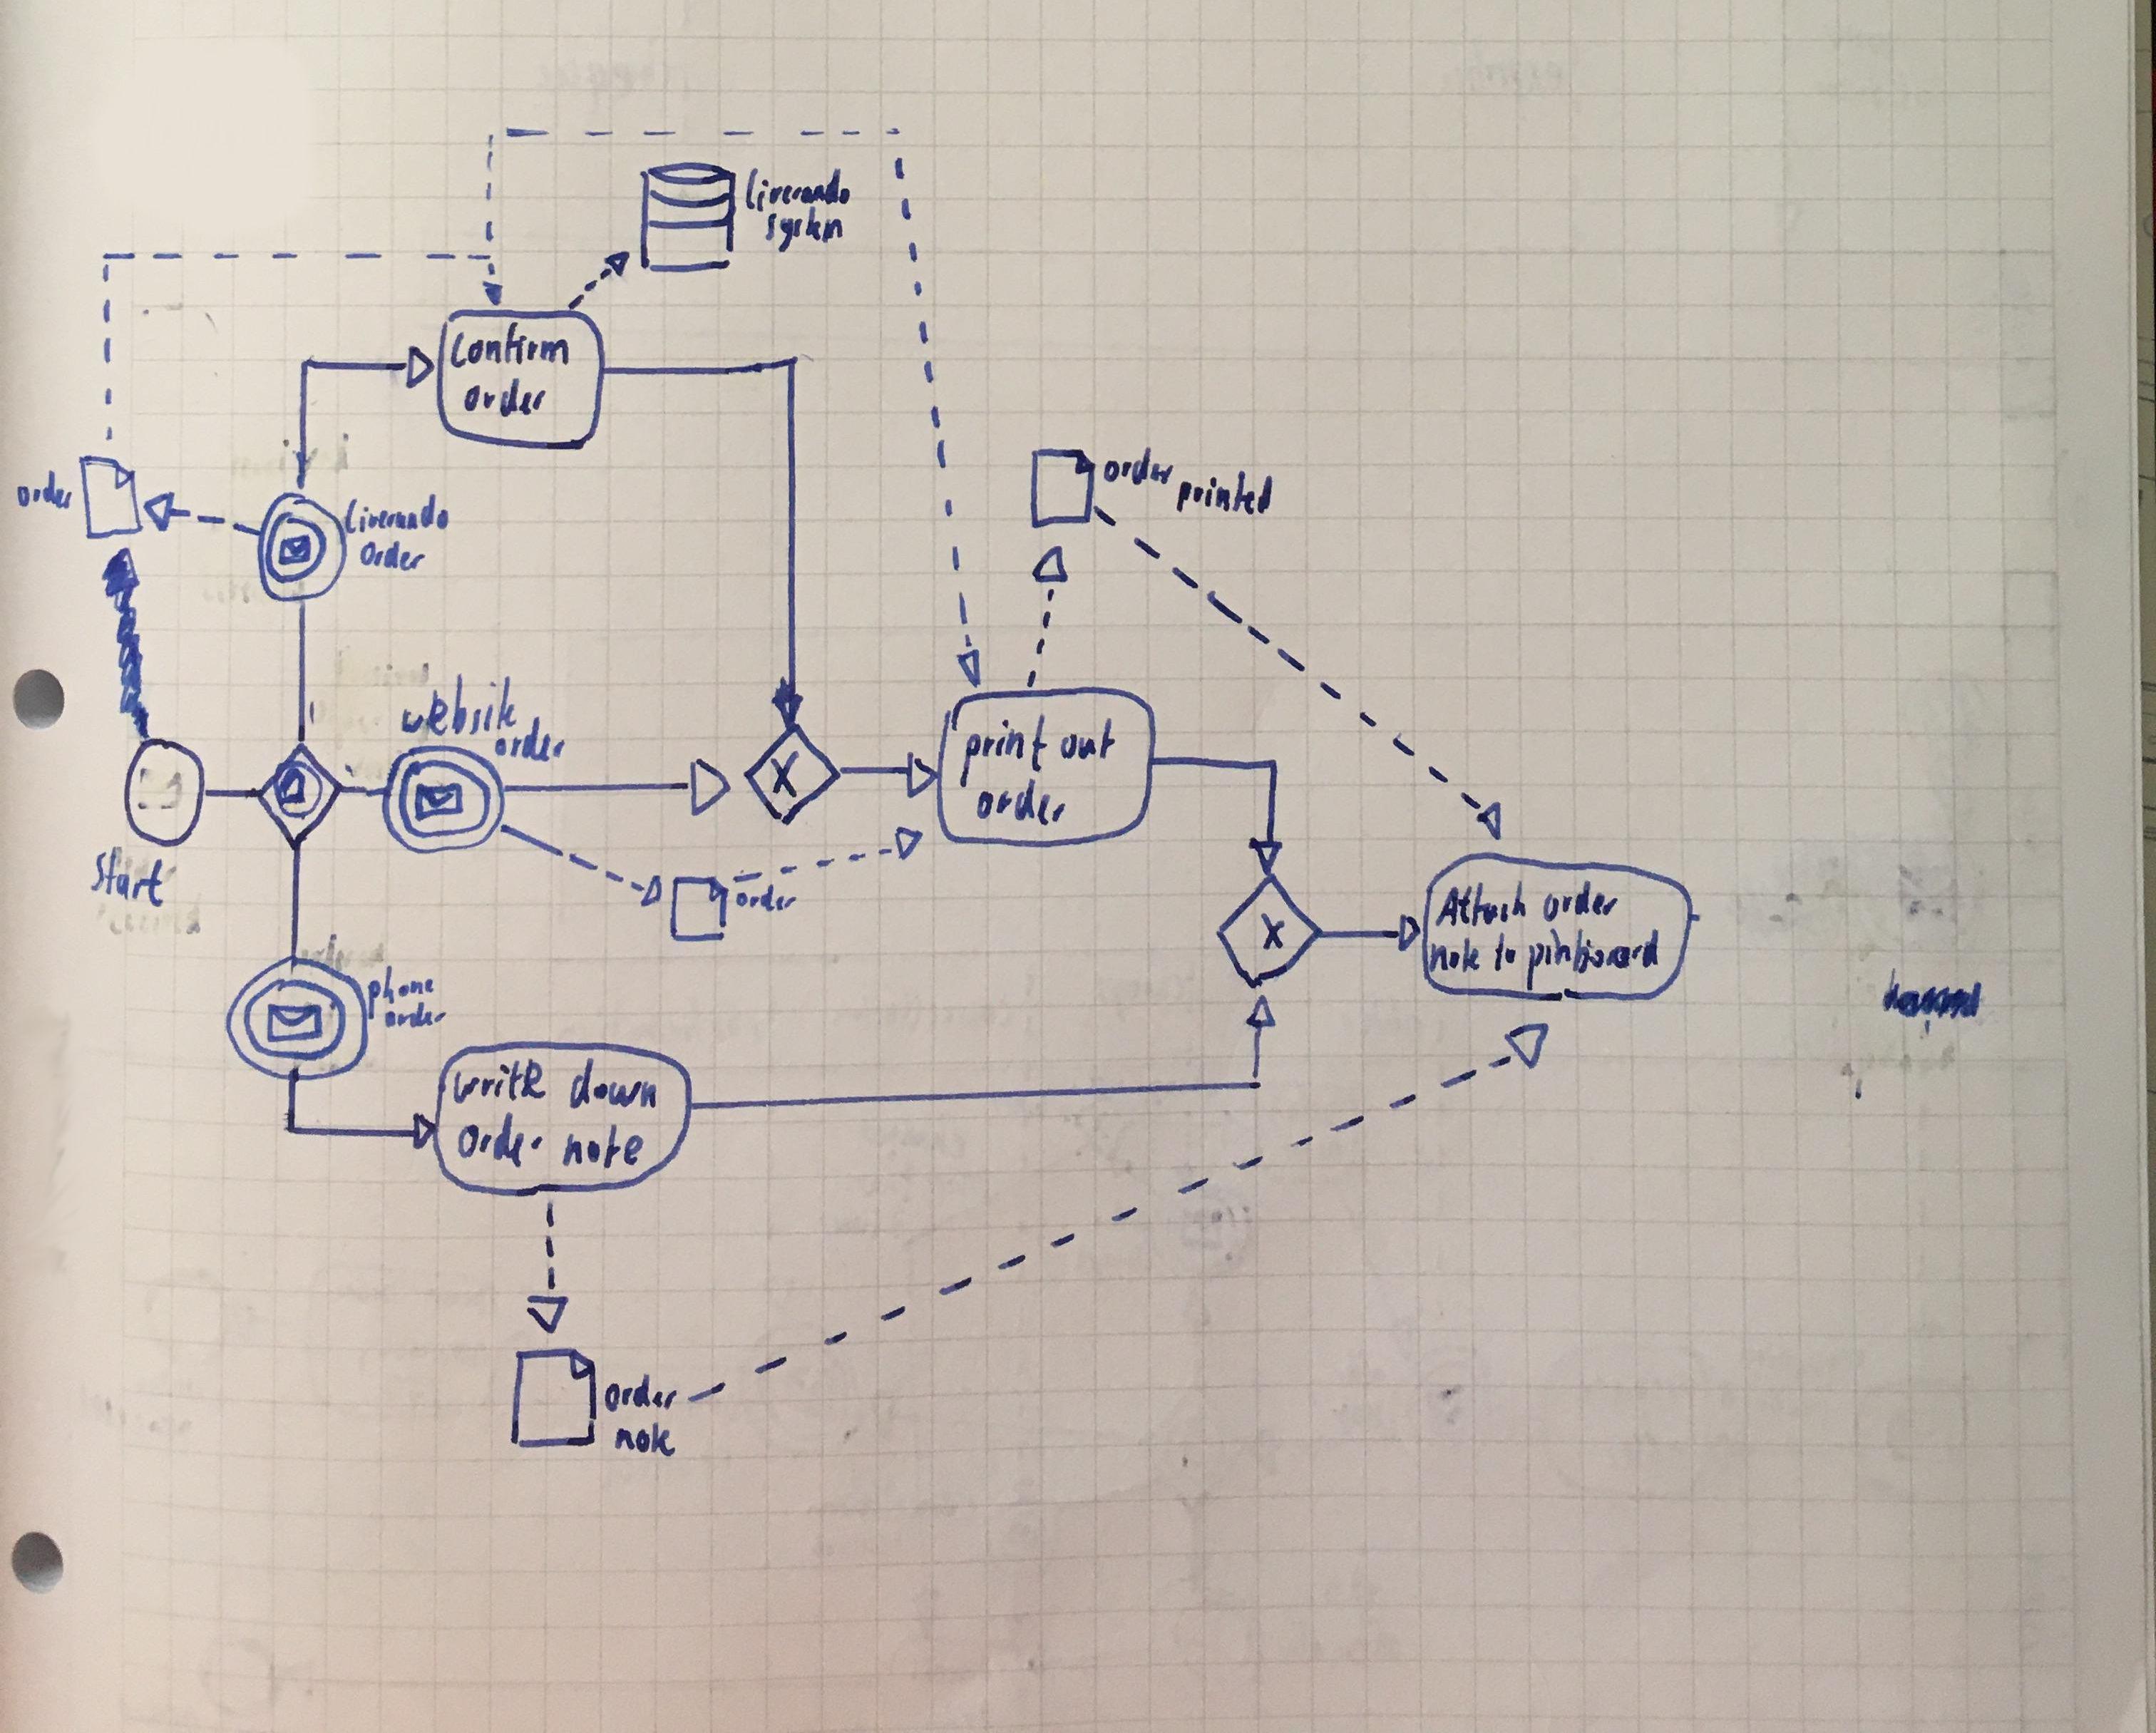 Liverando
system
Confirm
order
order
Liverando
Order
order
printed
website
order
X
print out
order
Start
order
Attach order
note to pinboard
X
phone
order
write down
order note
order
note